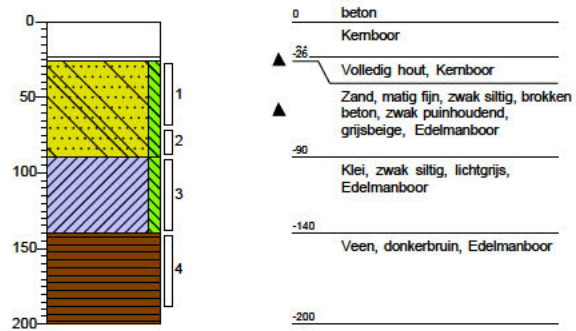 0
50
100
150
200
1
2
3
4
0 beton
Kernboor
-26
Volledig hout, Kernboor
Zand, matig fijn, zwak siltig, brokken
beton, zwak puinhoudend,
grijsbeige, Edelmanboor
-90
Klei, zwak siltig, lichtgrijs,
Edelmanboor
-140
Veen, donkerbruin, Edelmanboor
-200